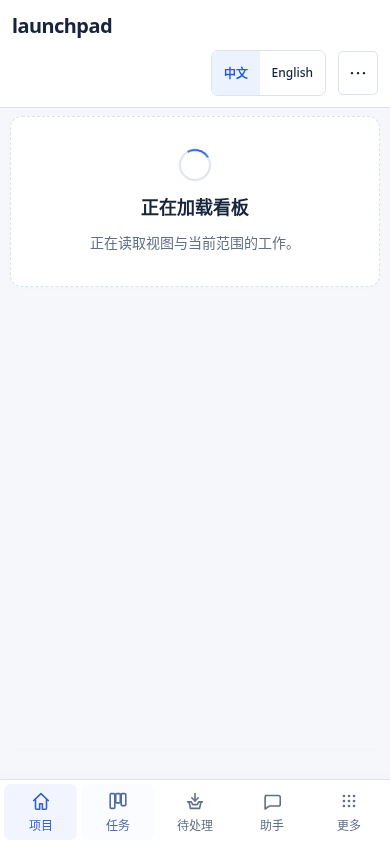 launchpad
中文
English
正在加载看板
正在读取视图与当前范围的工作。
项目
任务
待处理
助手
更多